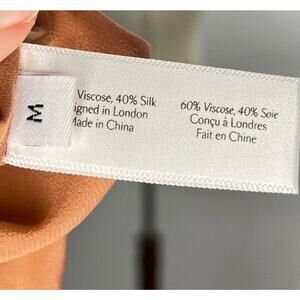 M
Viscose, 40% Silk
igned in London
Made in China
60% Viscose, 40% Soie
Conçu à Londres
Fait en Chine